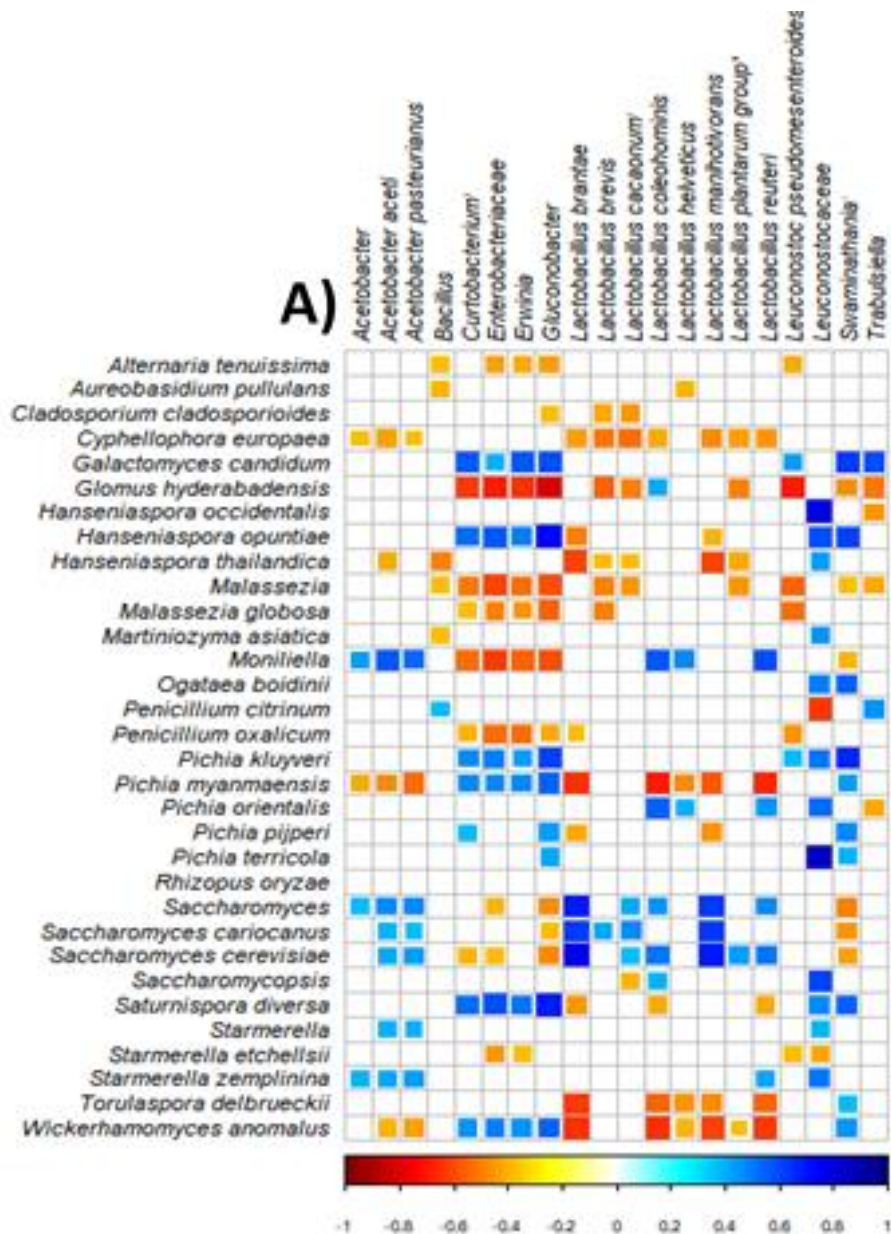 A)
Acetobacter
Acetobacter aceti
Acetobacter pasteurianus
Bacillus
Curtobacterium'
Enterobacteriaceae
Erwinia
Gluconobacter
Lactobacillus brantae
Lactobacillus brevis
Lactobacillus cacaonum'
Lactobacillus coleohominis
Lactobacillus helveticus
Lactobacillus manihotivorans
Lactobacillus plantarum group
Lactobacillus reuteri
Leuconostoc pseudomesenteroides
Leuconostocaceae
Swaminathania'
Trabulsiella
Alternaria tenuissima
Aureobasidium pullulans
Cladosporium cladosporioides
Cyphellophora europaea
Galactomyces candidum
Glomus hyderabadensis
Hanseniaspora occidentalis
Hanseniaspora opuntiae
Hanseniaspora thailandica
Malassezia
Malassezia globosa
Martiniozyma asiatica
Moniliella
Ogataea boidinii
Penicillium citrinum
Penicillium oxalicum
Pichia kluyveri
Pichia myanmaensis
Pichia orientalis
Pichia pijperi
Pichia terricola
Rhizopus oryzae
Saccharomyces
Saccharomyces cariocanus
Saccharomyces cerevisiae
Saccharomycopsis
Saturnispora diversa
Starmerella
Starmerella etchellsii
Starmerella zemplinina
Torulaspora delbrueckii
Wickerhamomyces anomalus
-1 -0.8 -0.6 -0.4 -0.2 0 0.2 0.4 0.6 0.8 1